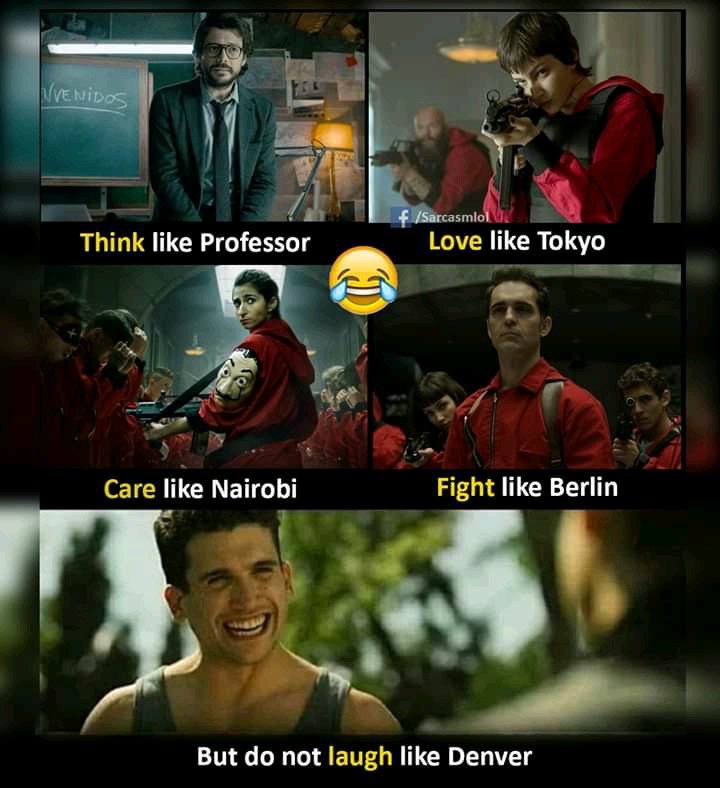 NVENIDOS
f /Sarcasmlol
Think like Professor
Love like Tokyo
Care like Nairobi
Fight like Berlin
But do not laugh like Denver